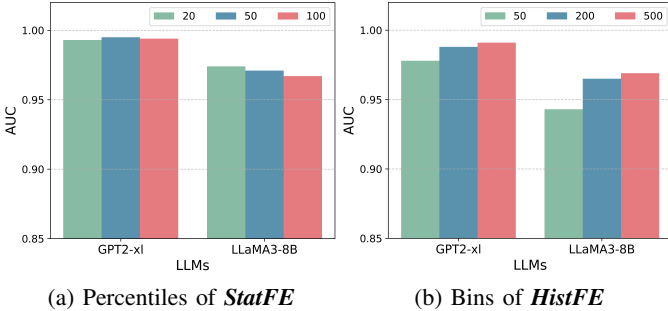 20 50 100
1.00
0.95
0.90
0.85
AUC
GPT2-xl LLaMA3-8B
LLMs
(a) Percentiles of StatFE
50 200 500
1.00
0.95
0.90
0.85
AUC
GPT2-xl LLaMA3-8B
LLMs
(b) Bins of HistFE